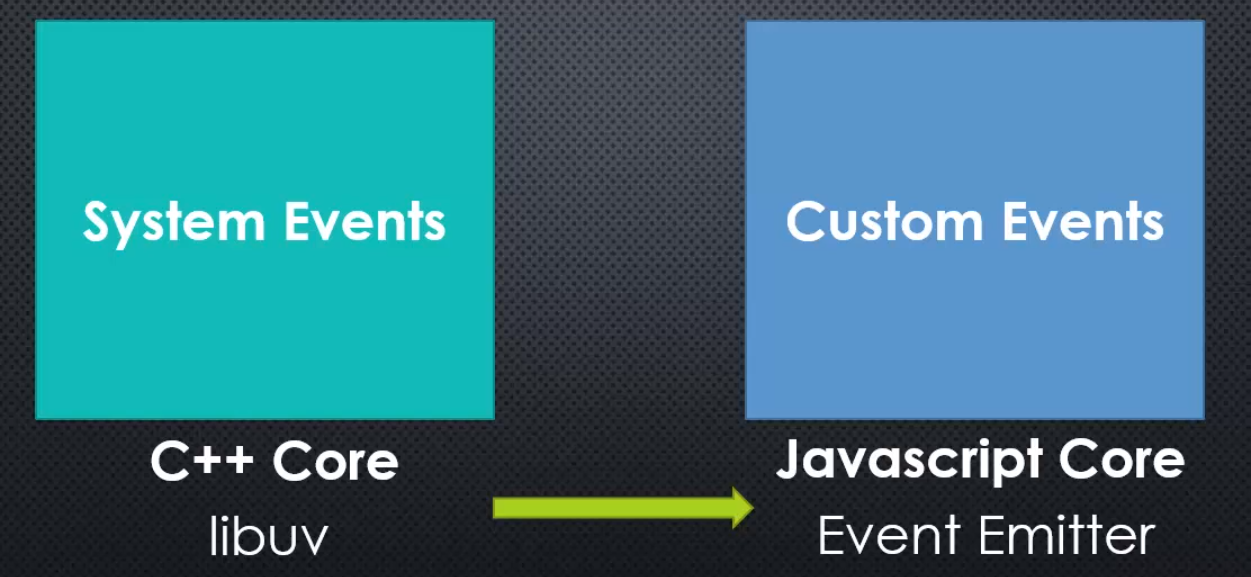 System Events
C++ Core
libuv
Custom Events
Javascript Core
Event Emitter